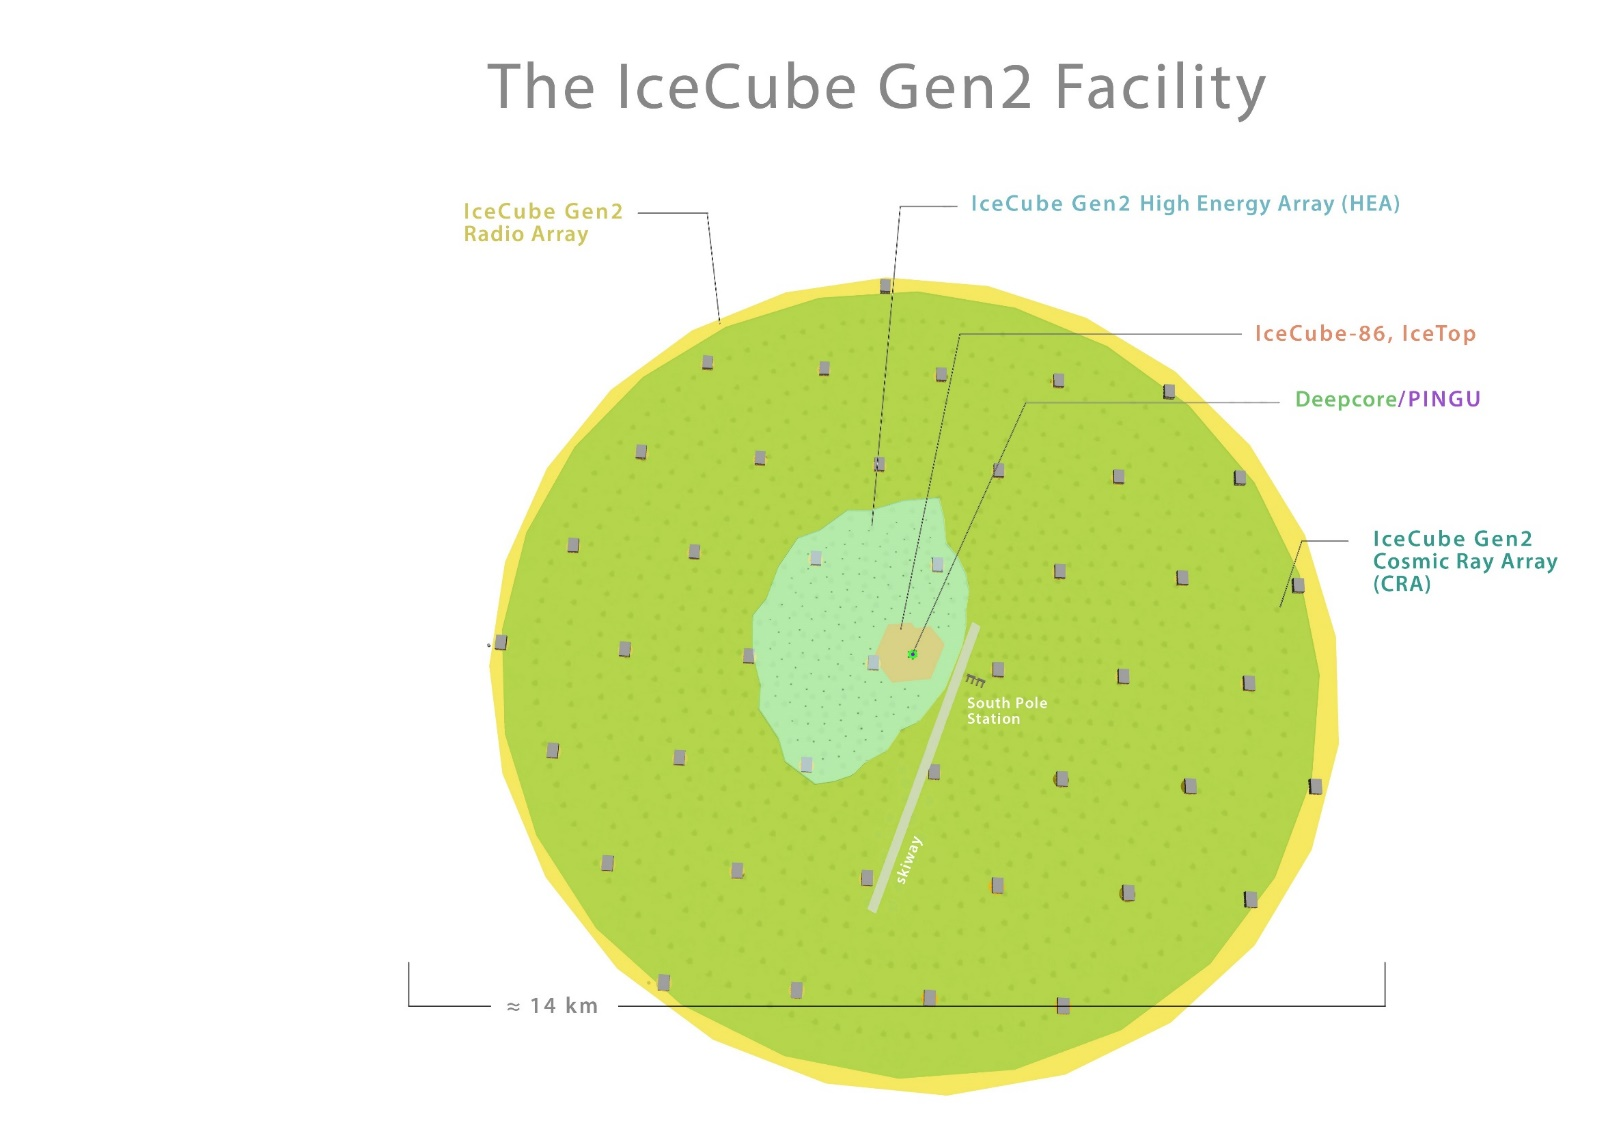 The IceCube Gen2 Facility
IceCube Gen2
Radio Array
IceCube Gen2 High Energy Array (HEA)
IceCube-86, IceTop
Deepcore/PINGU
IceCube Gen2
Cosmic Ray Array
(CRA)
South Pole
Station
skiway
≈ 14 km